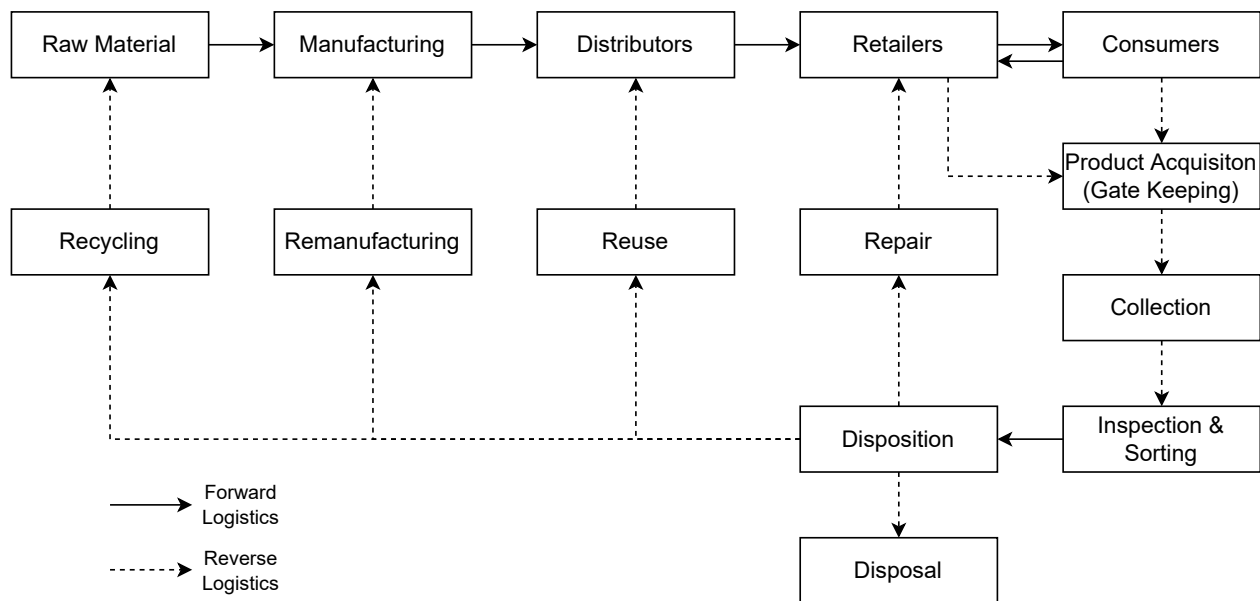 Raw Material
Manufacturing
Distributors
Retailers
Consumers
Product Acquisiton
(Gate Keeping)
Recycling
Remanufacturing
Reuse
Repair
Collection
Disposition
Inspection &
Sorting
Forward
Logistics
Reverse
Logistics
Disposal